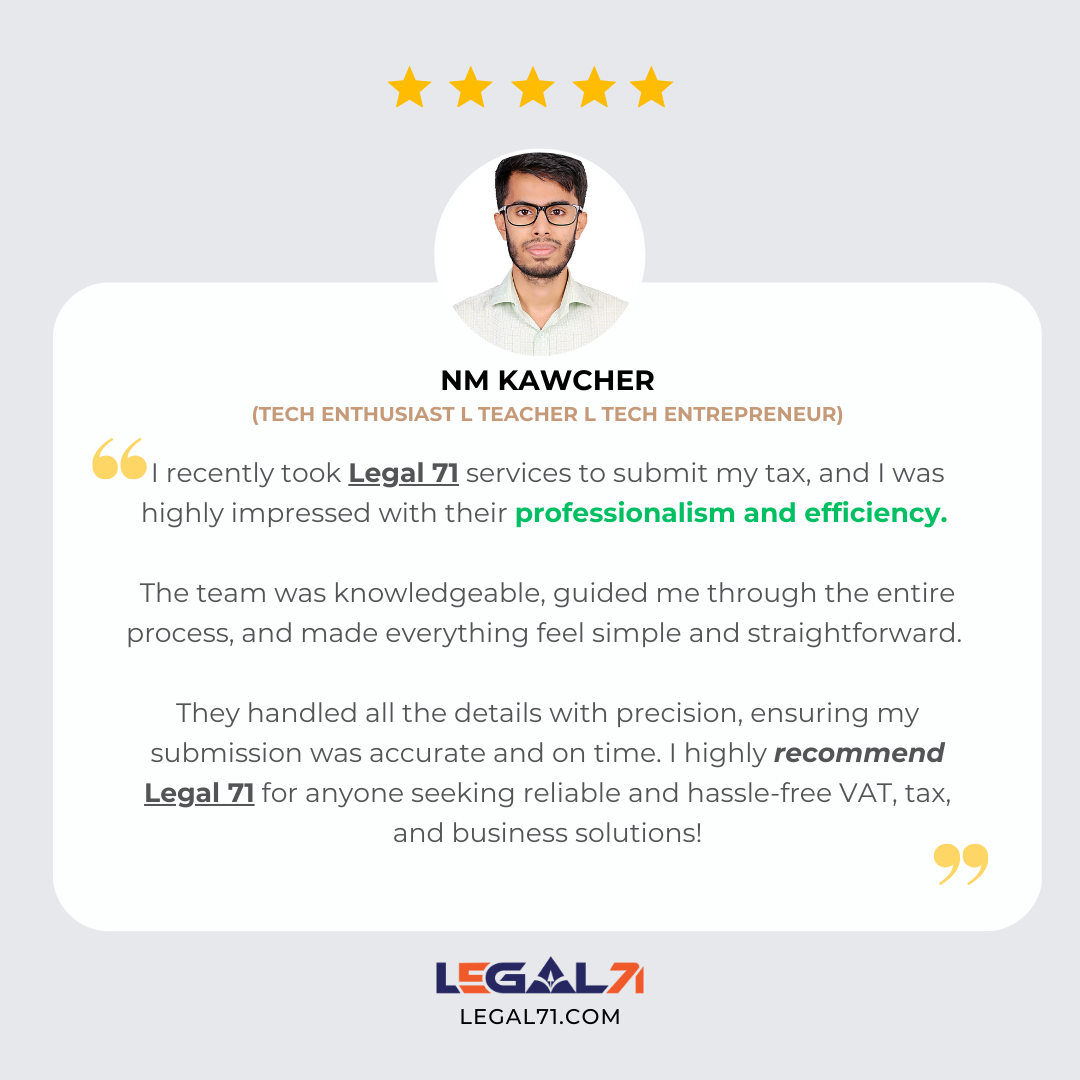 NM KAWCHER
(TECH ENTHUSIAST L TEACHER L TECH ENTREPRENEUR)
“I recently took Legal 71 services to submit my tax, and I was
highly impressed with their professionalism and efficiency.
The team was knowledgeable, guided me through the entire
process, and made everything feel simple and straightforward.
They handled all the details with precision, ensuring my
submission was accurate and on time. I highly recommend
Legal 71 for anyone seeking reliable and hassle-free VAT, tax,
and business solutions!
”
LEGAL71
LEGAL71.COM